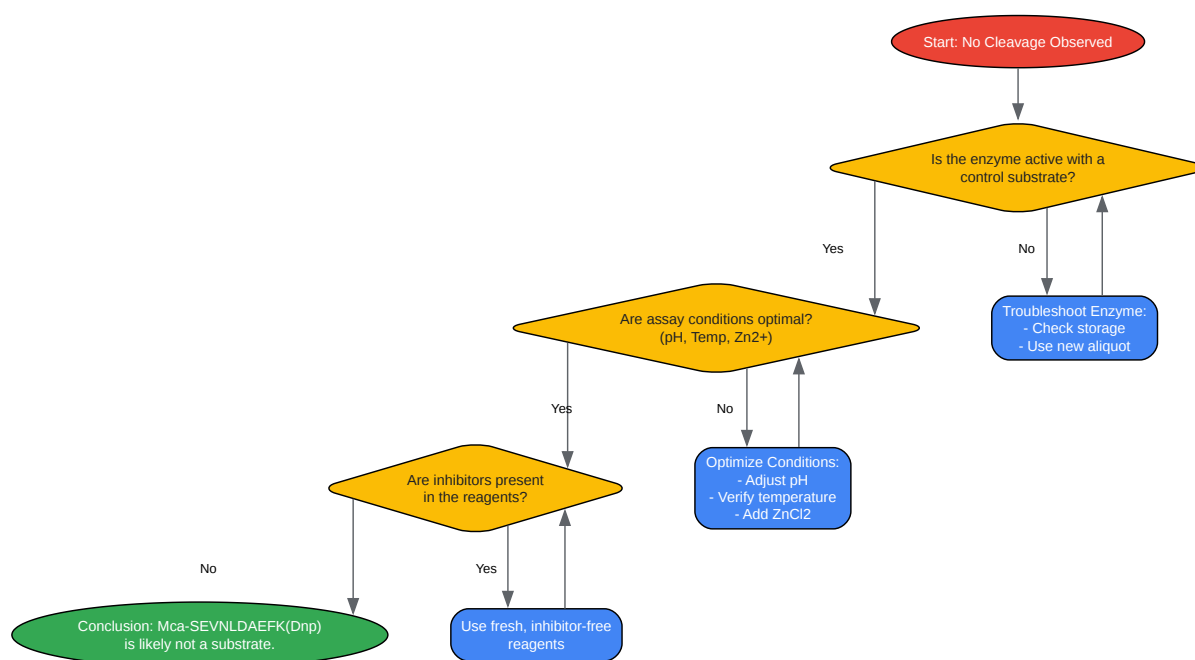 Start: No Cleavage Observed
Is the enzyme active with a
control substrate?
Yes
No
Troubleshoot Enzyme:
- Check storage
- Use new aliquot
Are assay conditions optimal?
(pH, Temp, Zn2+)
Yes
No
Optimize Conditions:
- Adjust pH
- Verify temperature
- Add ZnCl2
Are inhibitors present
in the reagents?
No
Yes
Use fresh, inhibitor-free
reagents
Conclusion: Mca-SEVNLDAEFK(Dnp)
is likely not a substrate.